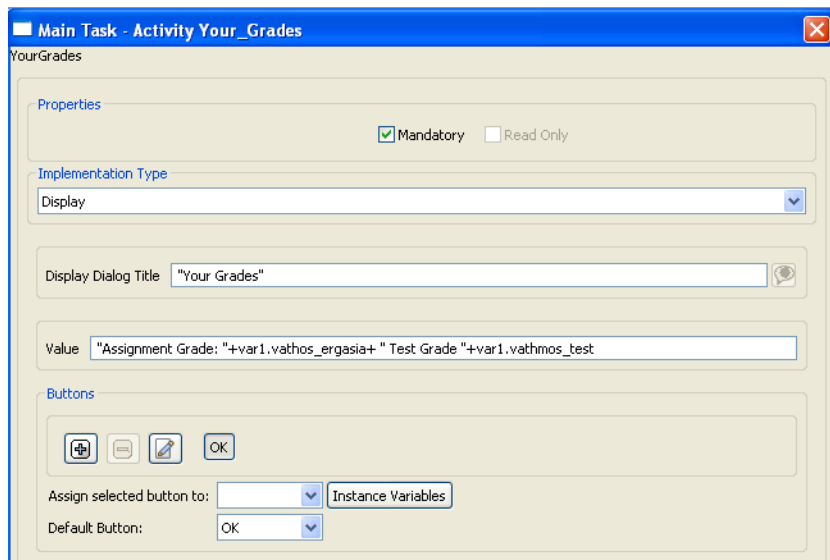 Main Task - Activity Your_Grades
YourGrades
Properties
Mandatory Read Only
Implementation Type
Display
Display Dialog Title "Your Grades"
Value "Assignment Grade: "+var1.vathos_ergasia+ " Test Grade "+var1.vathmos_test
Buttons
OK
Assign selected button to: Instance Variables
Default Button: OK